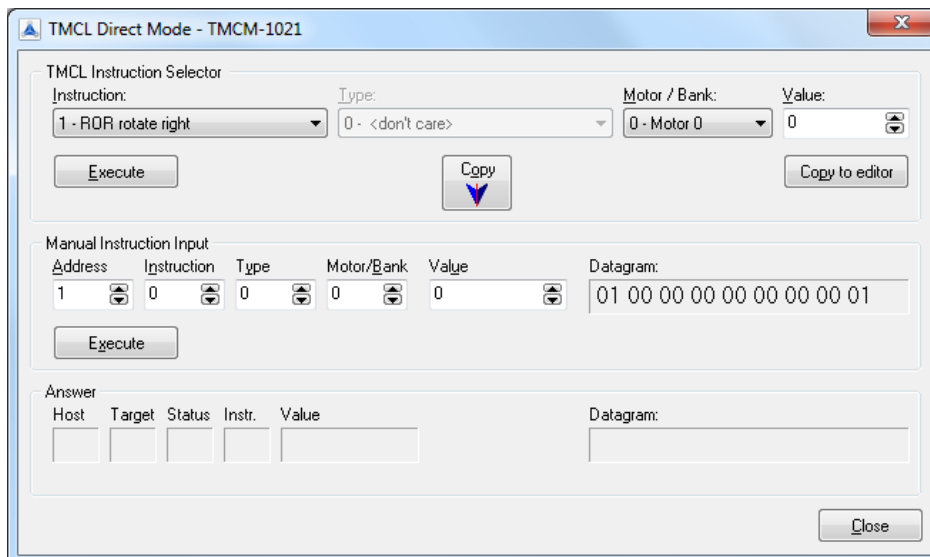 TMCL Direct Mode - TMCM-1021
x
TMCL Instruction Selector
Instruction: Type: Motor / Bank: Value:
1 - ROR rotate right 0 - <don't care> 0 - Motor 0 0
Execute Copy Copy to editor
Manual Instruction Input
Address Instruction Type Motor/Bank Value Datagram:
1 0 0 0 0 01 00 00 00 00 00 00 00 01
Execute
Answer
Host Target Status Instr. Value Datagram:
Close